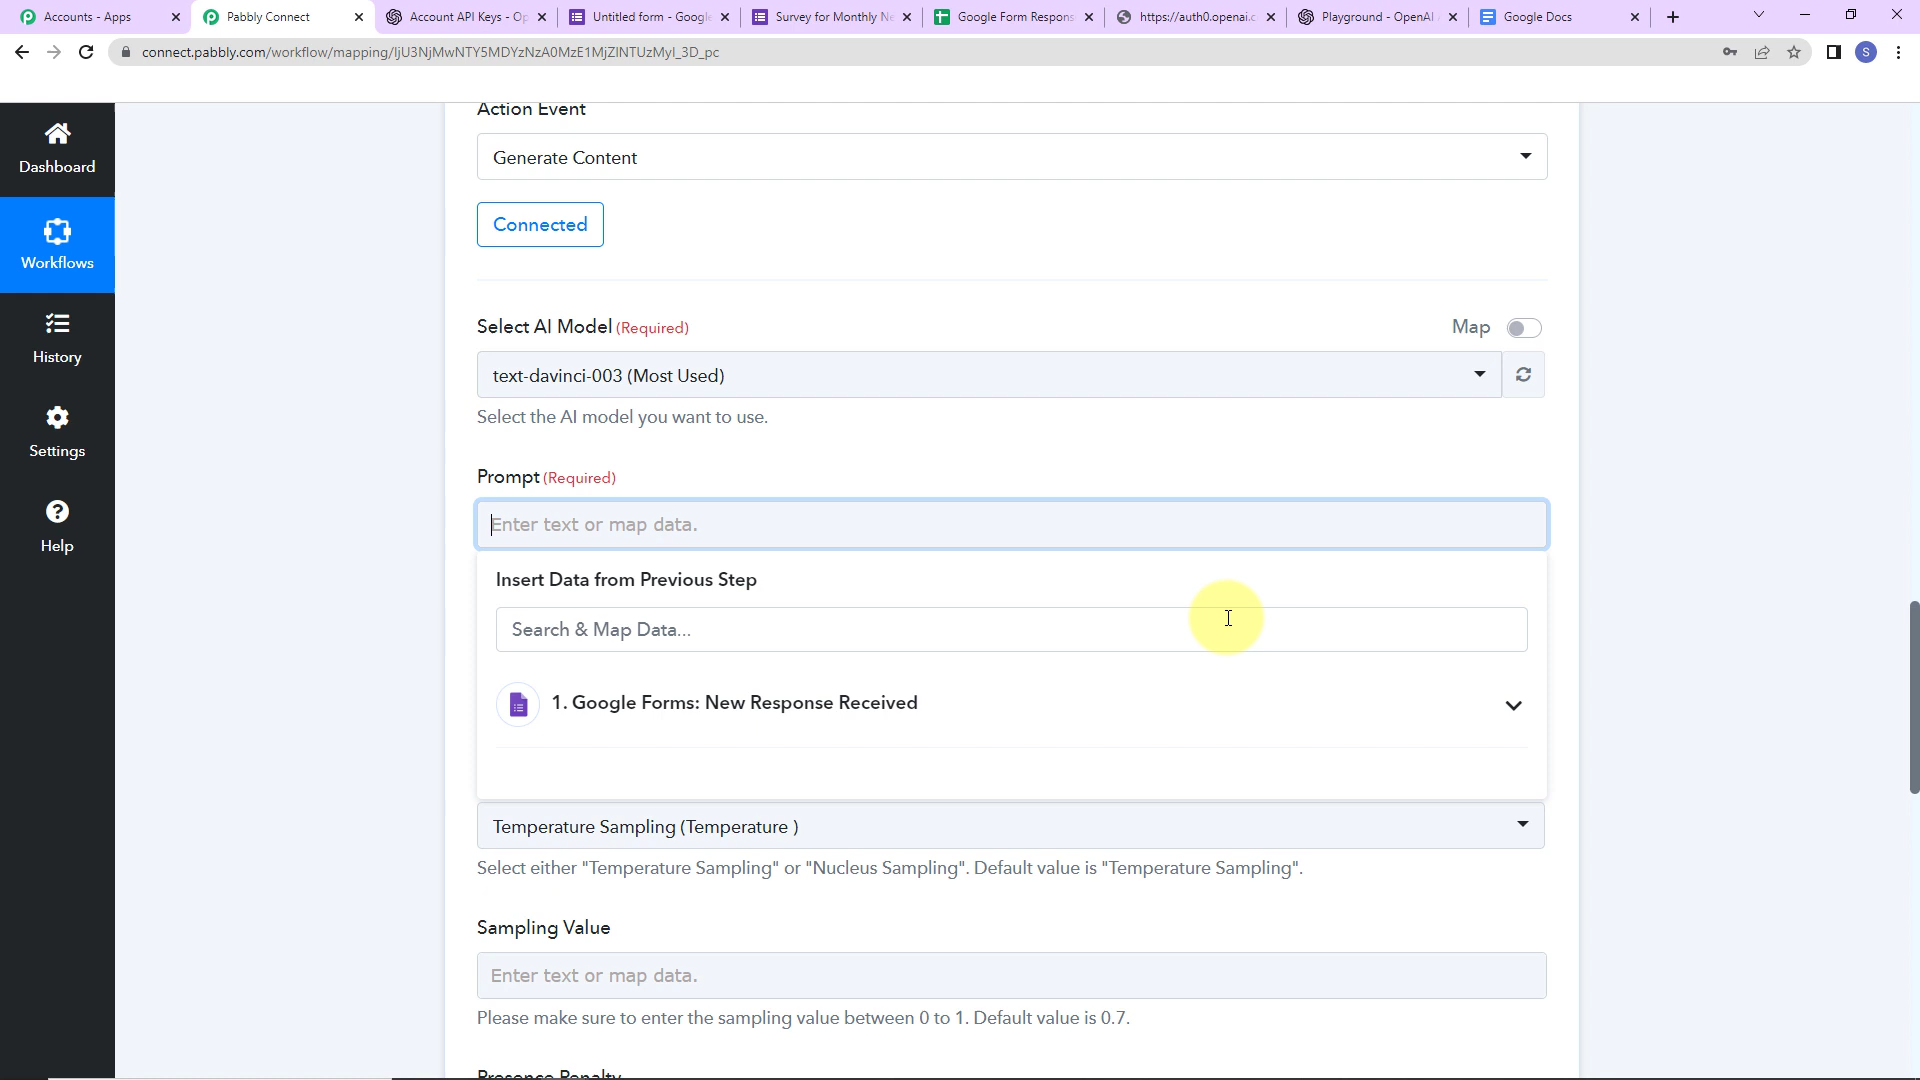 Accounts - Apps
Pabbly Connect
Account API Keys - Op
Untitled form - Google
Survey for Monthly Ne
Google Form Respons
https://auth0.openai.c
Playground - OpenAI
Google Docs
connect.pabbly.com/workflow/mapping/IjU3NjMwNTY5MDYzNzA0MzE1MjZlNTUzMyI_3D_pc
S
Dashboard
Workflows
History
Settings
Help
Action Event
Generate Content
Connected
Select AI Model (Required)
Map
text-davinci-003 (Most Used)
Select the AI model you want to use.
Prompt (Required)
Enter text or map data.
Insert Data from Previous Step
Search & Map Data...
1. Google Forms: New Response Received
Temperature Sampling (Temperature )
Select either "Temperature Sampling" or "Nucleus Sampling". Default value is "Temperature Sampling".
Sampling Value
Enter text or map data.
Please make sure to enter the sampling value between 0 to 1. Default value is 0.7.
Presence Penalty